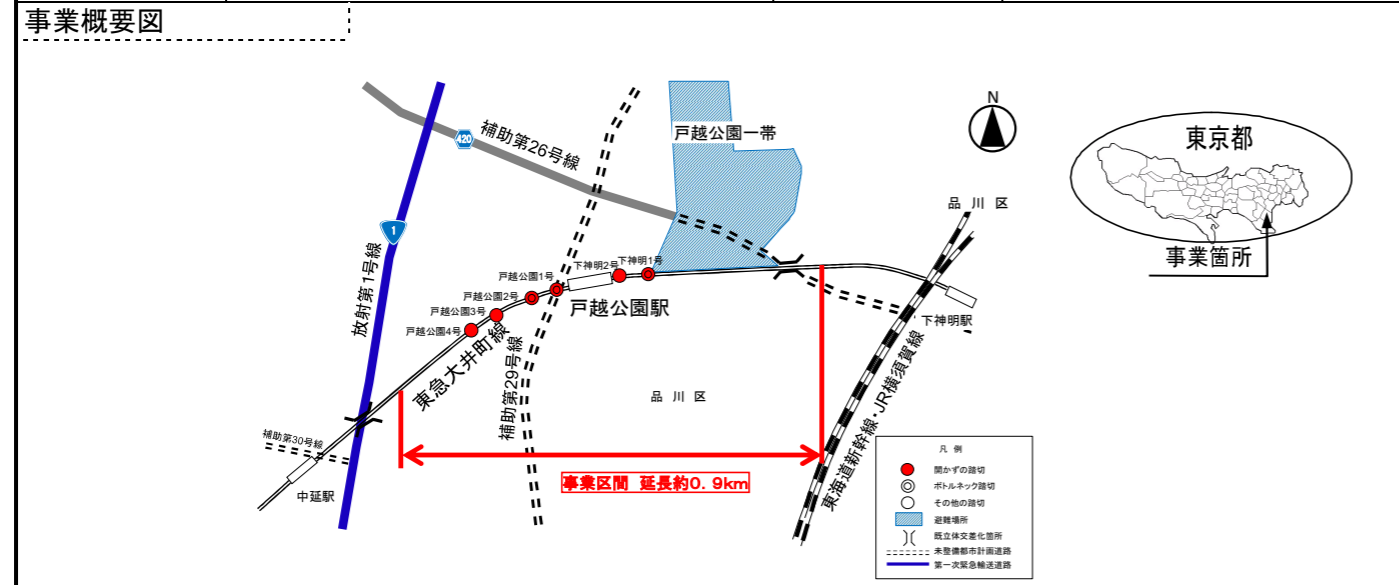 事業概要図
N
東京都
事業箇所
420
補助第26号線
戸越公園一帯
品川区
1
放射第1号線
下神明2号
下神明1号
戸越公園1号
戸越公園2号
戸越公園3号
戸越公園4号
戸越公園駅
下神明駅
東急大井町線
補助第29号線
品川区
東海道新幹線・JR横須賀線
補助第30号線
中延駅
事業区間 延長約0.9km
凡例
開かずの踏切
ボトルネック踏切
その他の踏切
避難場所
既立体交差化箇所
未整備都市計画道路
第一次緊急輸送道路